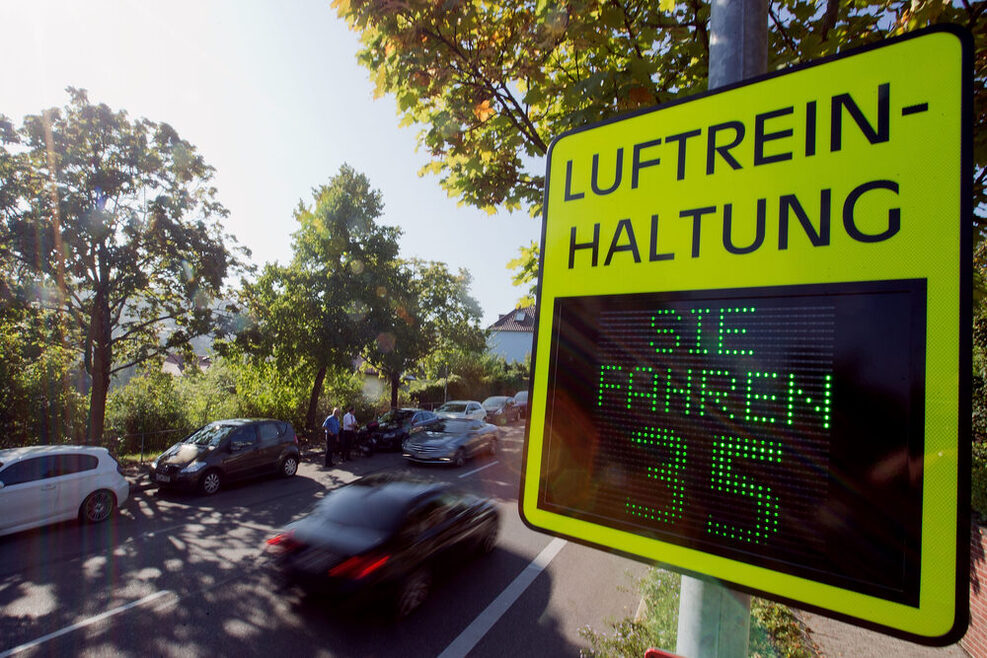 LUFTREIN-
HALTUNG
SIE
FAHREN
35